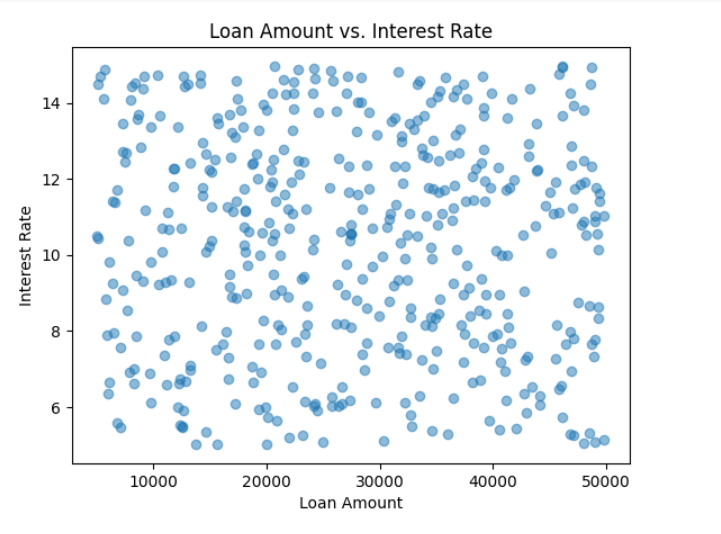 Loan Amount vs. Interest Rate
14
12
10
8
6
Interest Rate
10000 20000 30000 40000 50000
Loan Amount